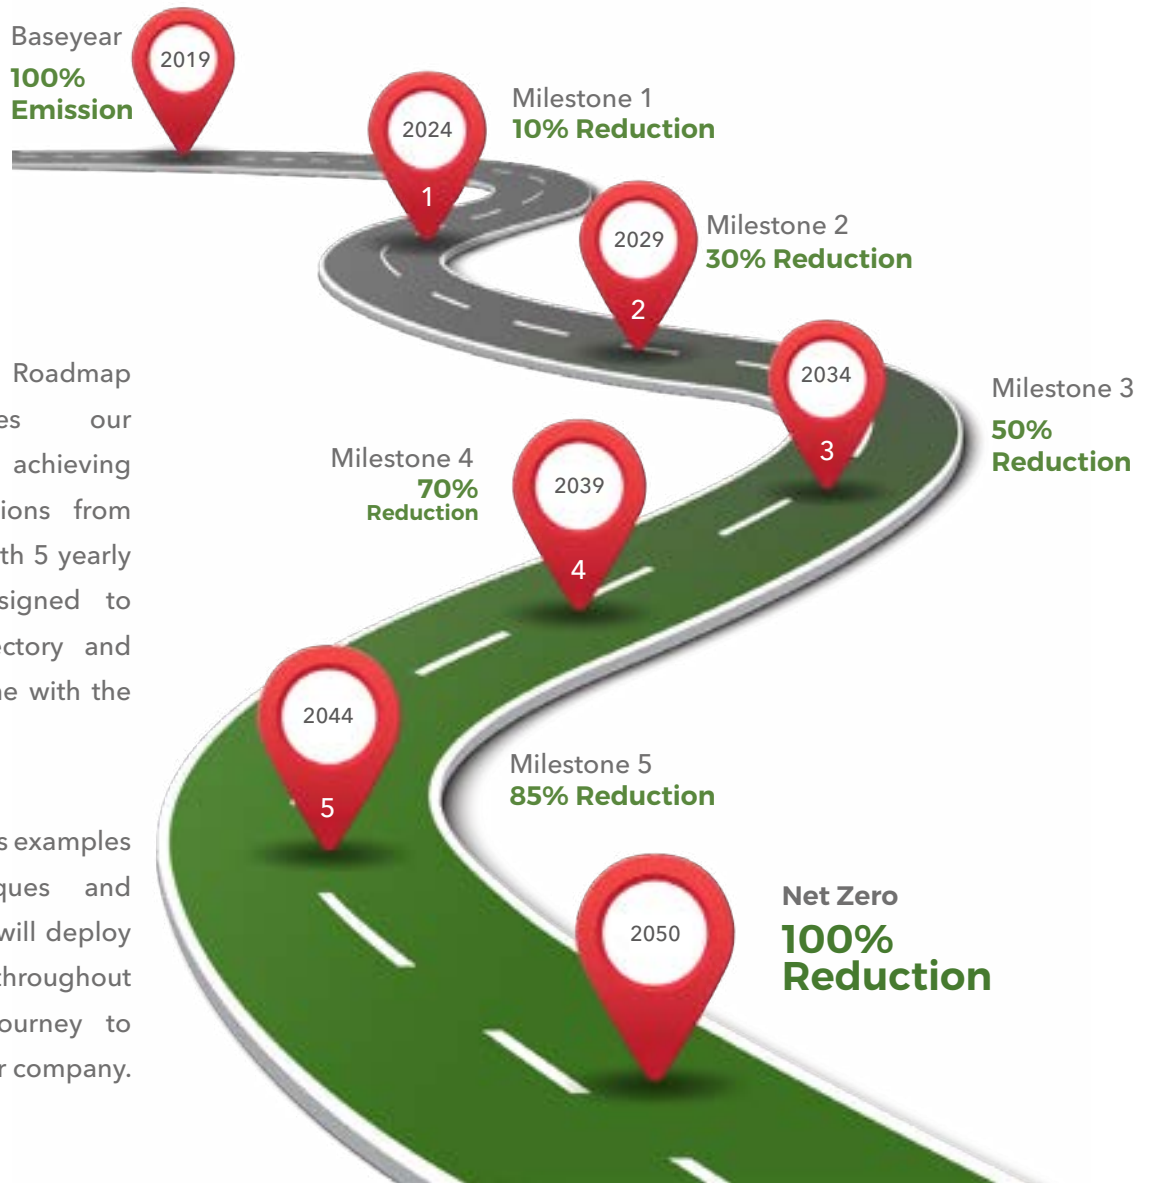 Baseyear
100%
Emission
2019
2024
1
Milestone 1
10% Reduction
2029
2
Milestone 2
30% Reduction
2034
3
Milestone 3
50%
Reduction
Milestone 4
70%
Reduction
2039
4
2044
5
Milestone 5
85% Reduction
2050
Net Zero
100%
Reduction
Roadmap
our
achieving
from
5 yearly
to
and
with the
examples
and
will deploy
throughout
to
company.